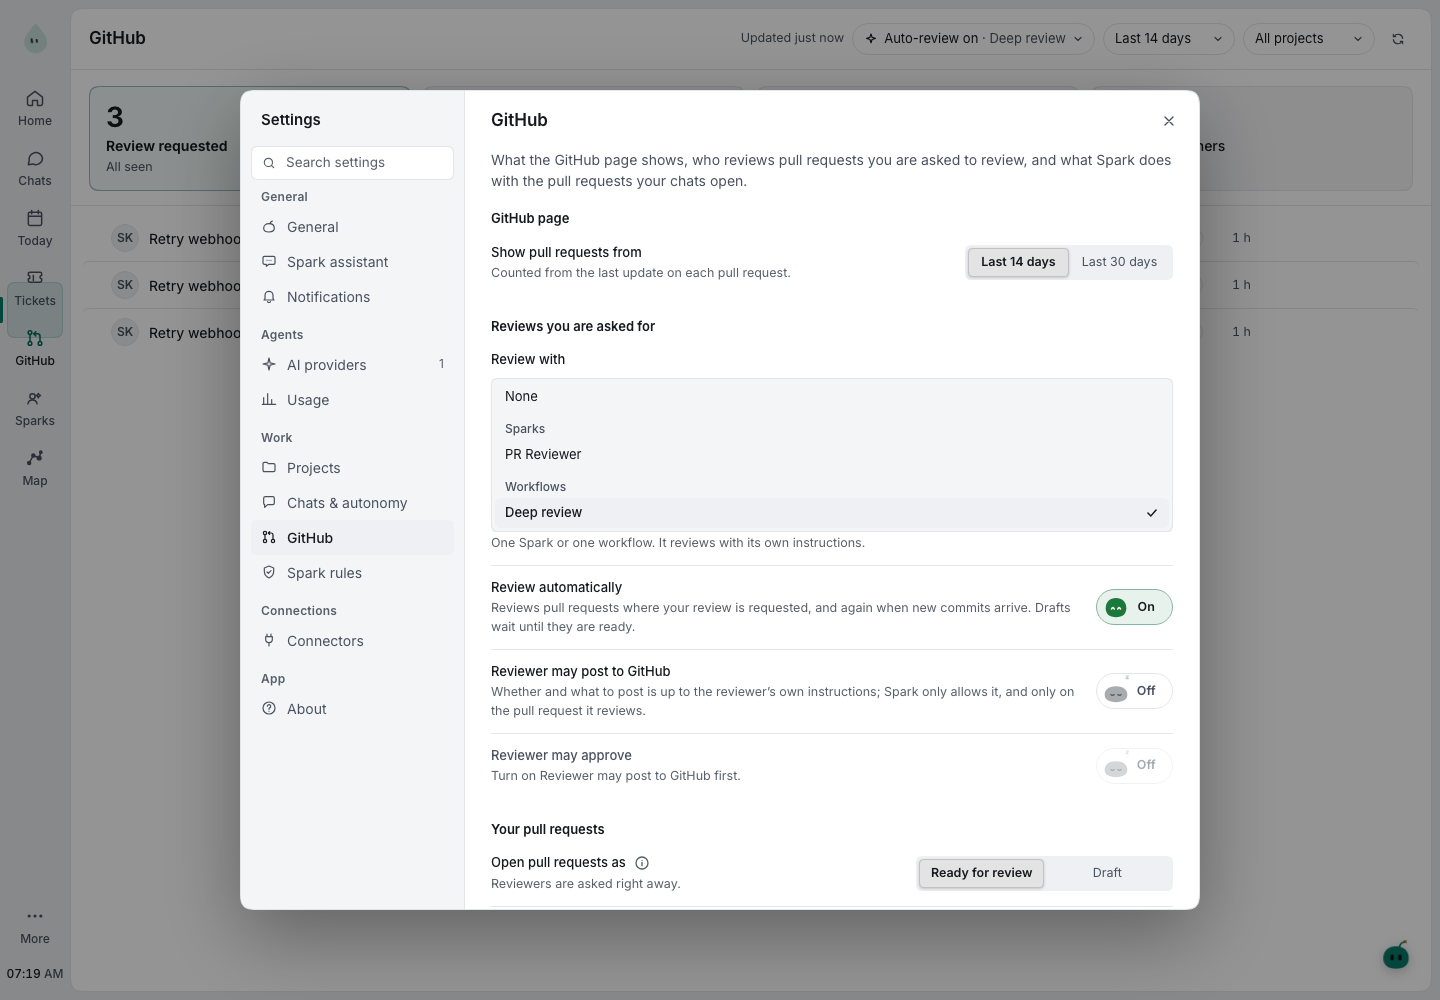 GitHub
Updated just now
Auto-review on · Deep review
Last 14 days
All projects
Home
Chats
Today
Tickets
GitHub
Sparks
Map
More
07:19 AM
3
Review requested
All seen
SK
Retry webhoo
1 h
SK
Retry webhoo
1 h
SK
Retry webhoo
1 h
Settings
Search settings
General
General
Spark assistant
Notifications
Agents
AI providers
1
Usage
Work
Projects
Chats & autonomy
GitHub
Spark rules
Connections
Connectors
App
About
GitHub
What the GitHub page shows, who reviews pull requests you are asked to review, and what Spark does
with the pull requests your chats open.
GitHub page
Show pull requests from
Counted from the last update on each pull request.
Last 14 days
Last 30 days
Reviews you are asked for
Review with
None
Sparks
PR Reviewer
Workflows
Deep review
One Spark or one workflow. It reviews with its own instructions.
Review automatically
Reviews pull requests where your review is requested, and again when new commits arrive. Drafts
wait until they are ready.
On
Reviewer may post to GitHub
Whether and what to post is up to the reviewer’s own instructions; Spark only allows it, and only on
the pull request it reviews.
Off
Reviewer may approve
Turn on Reviewer may post to GitHub first.
Off
Your pull requests
Open pull requests as
Reviewers are asked right away.
Ready for review
Draft